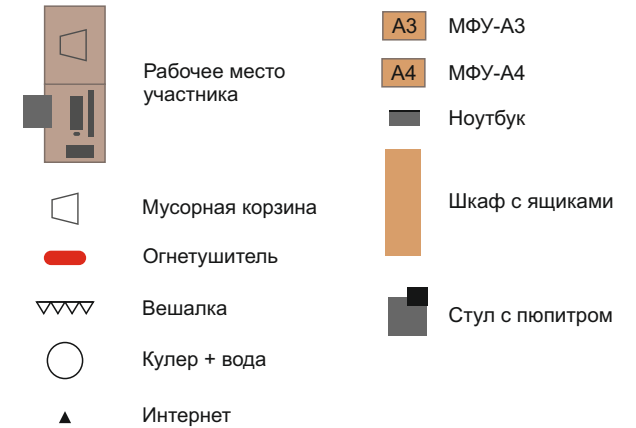 Рабочее место
участника
Мусорная корзина
Огнетушитель
Вешалка
Кулер + вода
Интернет
A3 МФУ-А3
A4 МФУ-А4
Ноутбук
Шкаф с ящиками
Стул с пюпитром